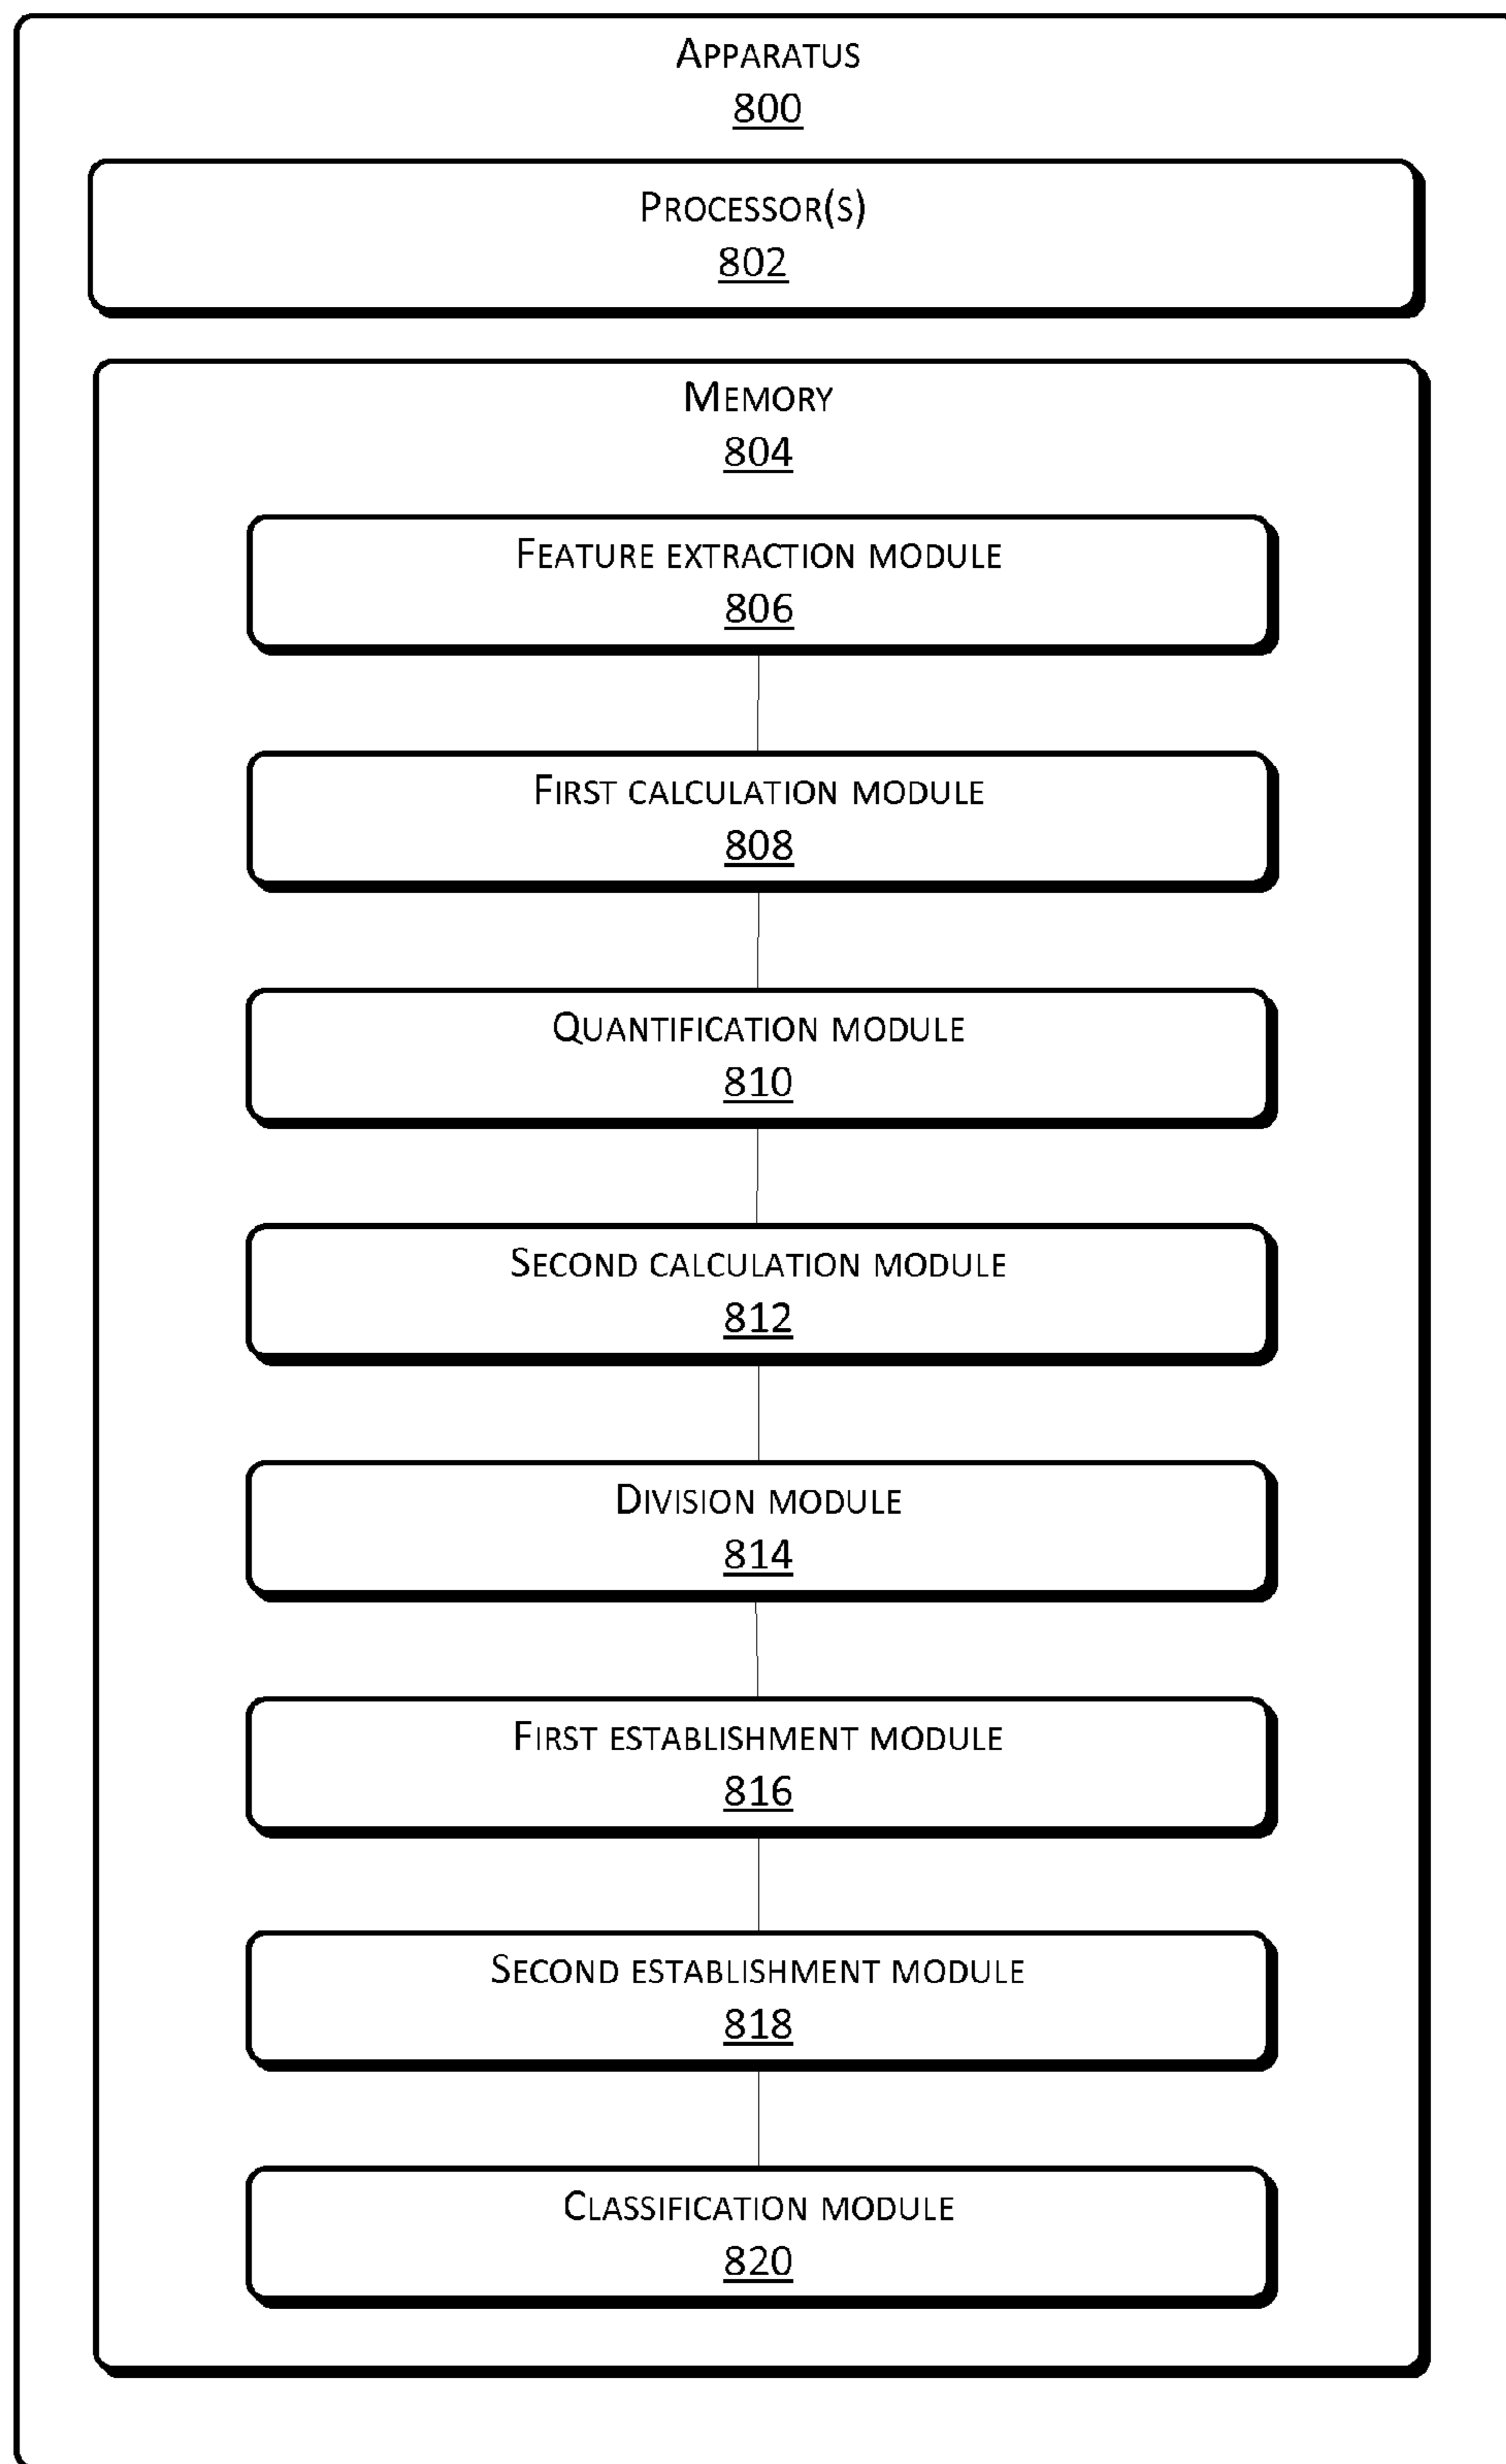 APPARATUS
800
PROCESSOR(S)
802
MEMORY
804
FEATURE EXTRACTION MODULE
806
FIRST CALCULATION MODULE
808
QUANTIFICATION MODULE
810
SECOND CALCULATION MODULE
812
DIVISION MODULE
814
FIRST ESTABLISHMENT MODULE
816
SECOND ESTABLISHMENT MODULE
818
CLASSIFICATION MODULE
820